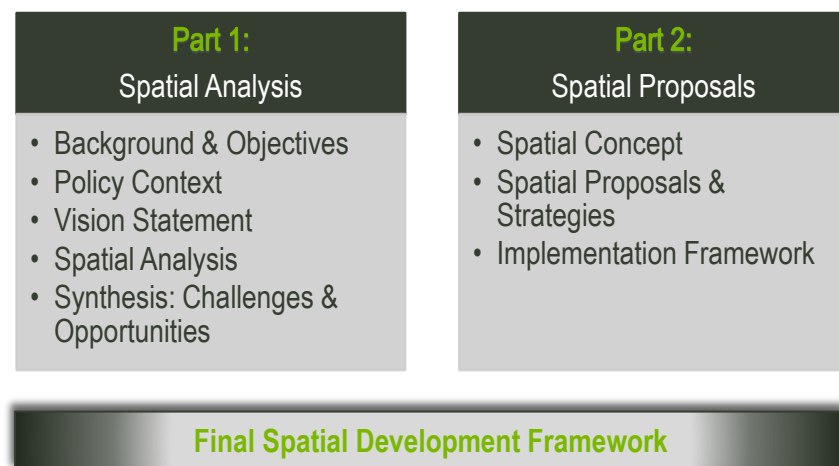 Part 1:
Spatial Analysis
• Background & Objectives
• Policy Context
• Vision Statement
• Spatial Analysis
• Synthesis: Challenges &
Opportunities
Part 2:
Spatial Proposals
• Spatial Concept
• Spatial Proposals &
Strategies
• Implementation Framework
Final Spatial Development Framework